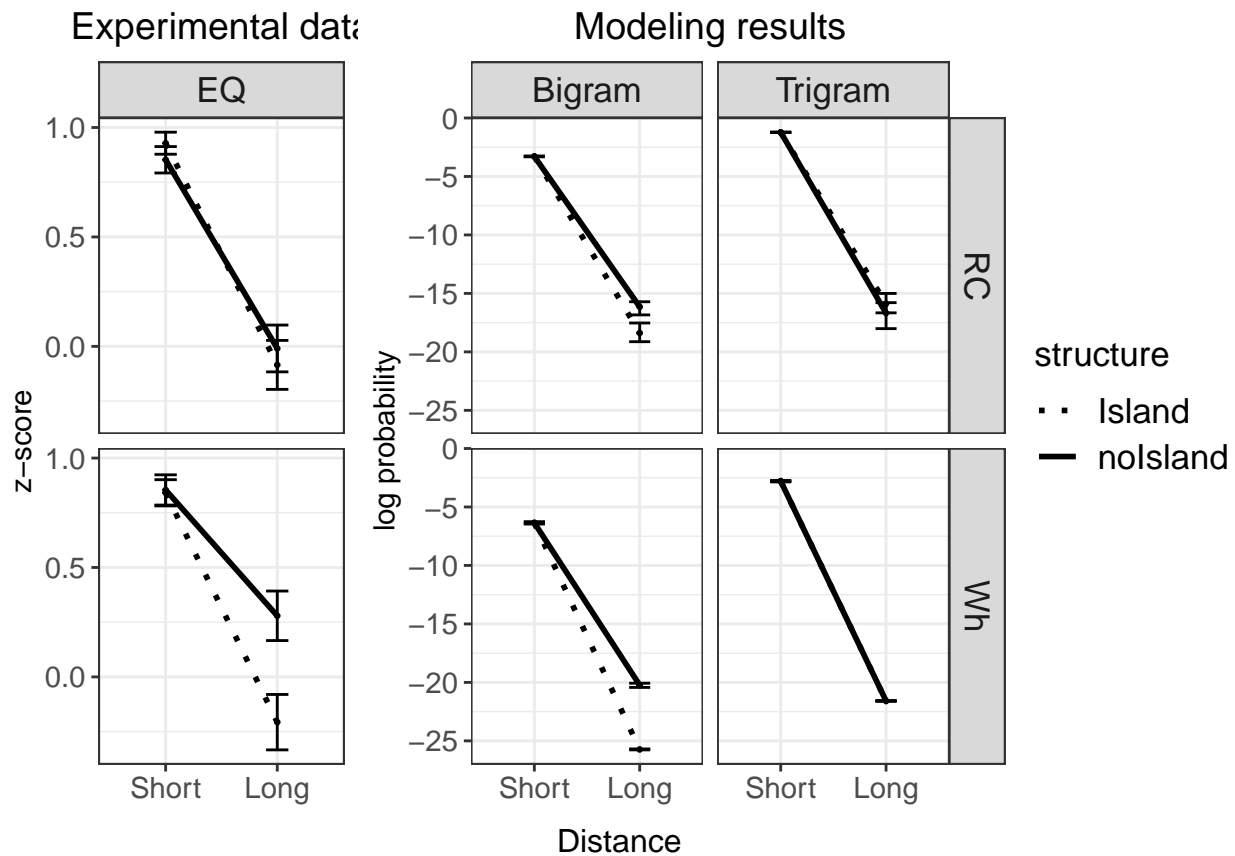 Experimental data
Modeling results
EQ
Bigram
Trigram
1.0
0.5
0.0
1.0
0.5
0.0
z−score
0
−5
−10
−15
−20
−25
0
−5
−10
−15
−20
−25
log probability
RC
Wh
structure
Island
noIsland
Short Long
Short Long
Short Long
Distance